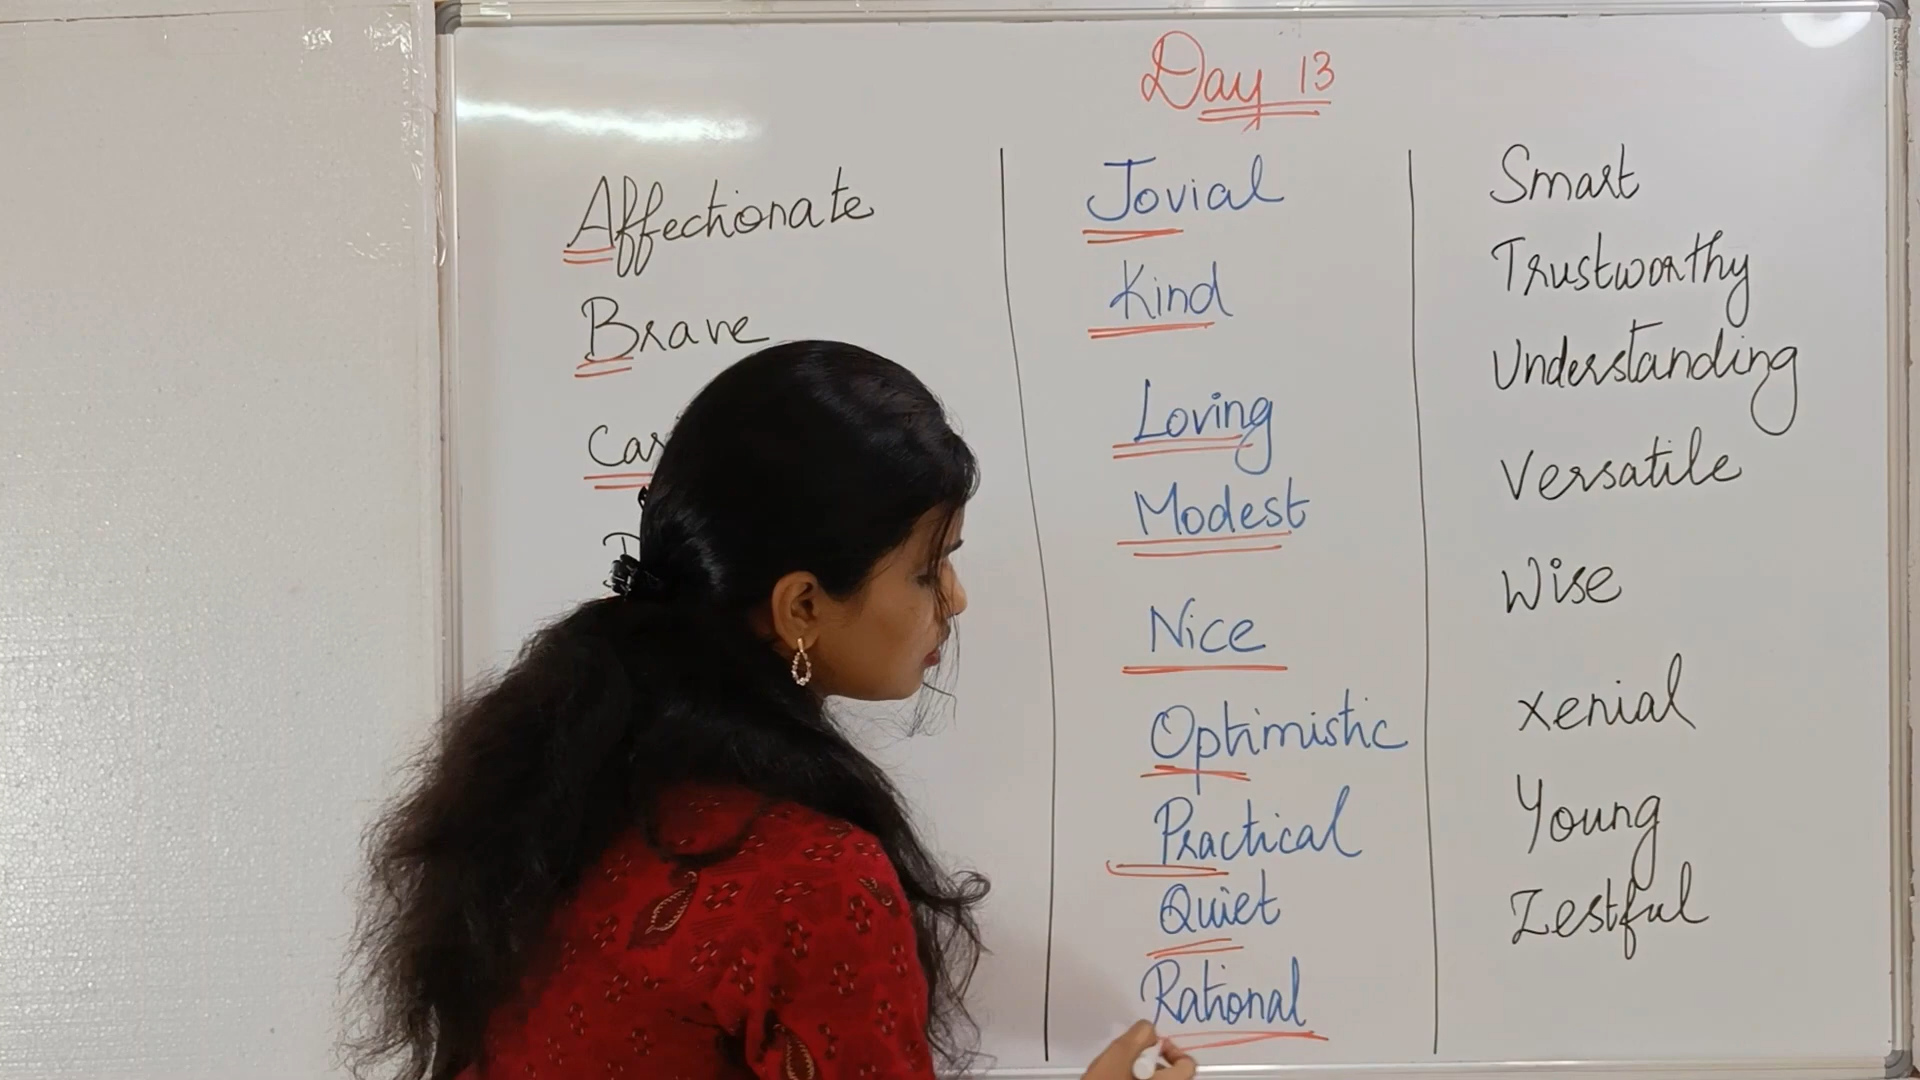 Day 13
Affectionate
Brave
Jovial
Kind
Loving
Modest
Nice
Optimistic
Practical
Quiet
Rational
Smart
Trustworthy
Understanding
Versatile
Wise
Xenial
Young
Zestful